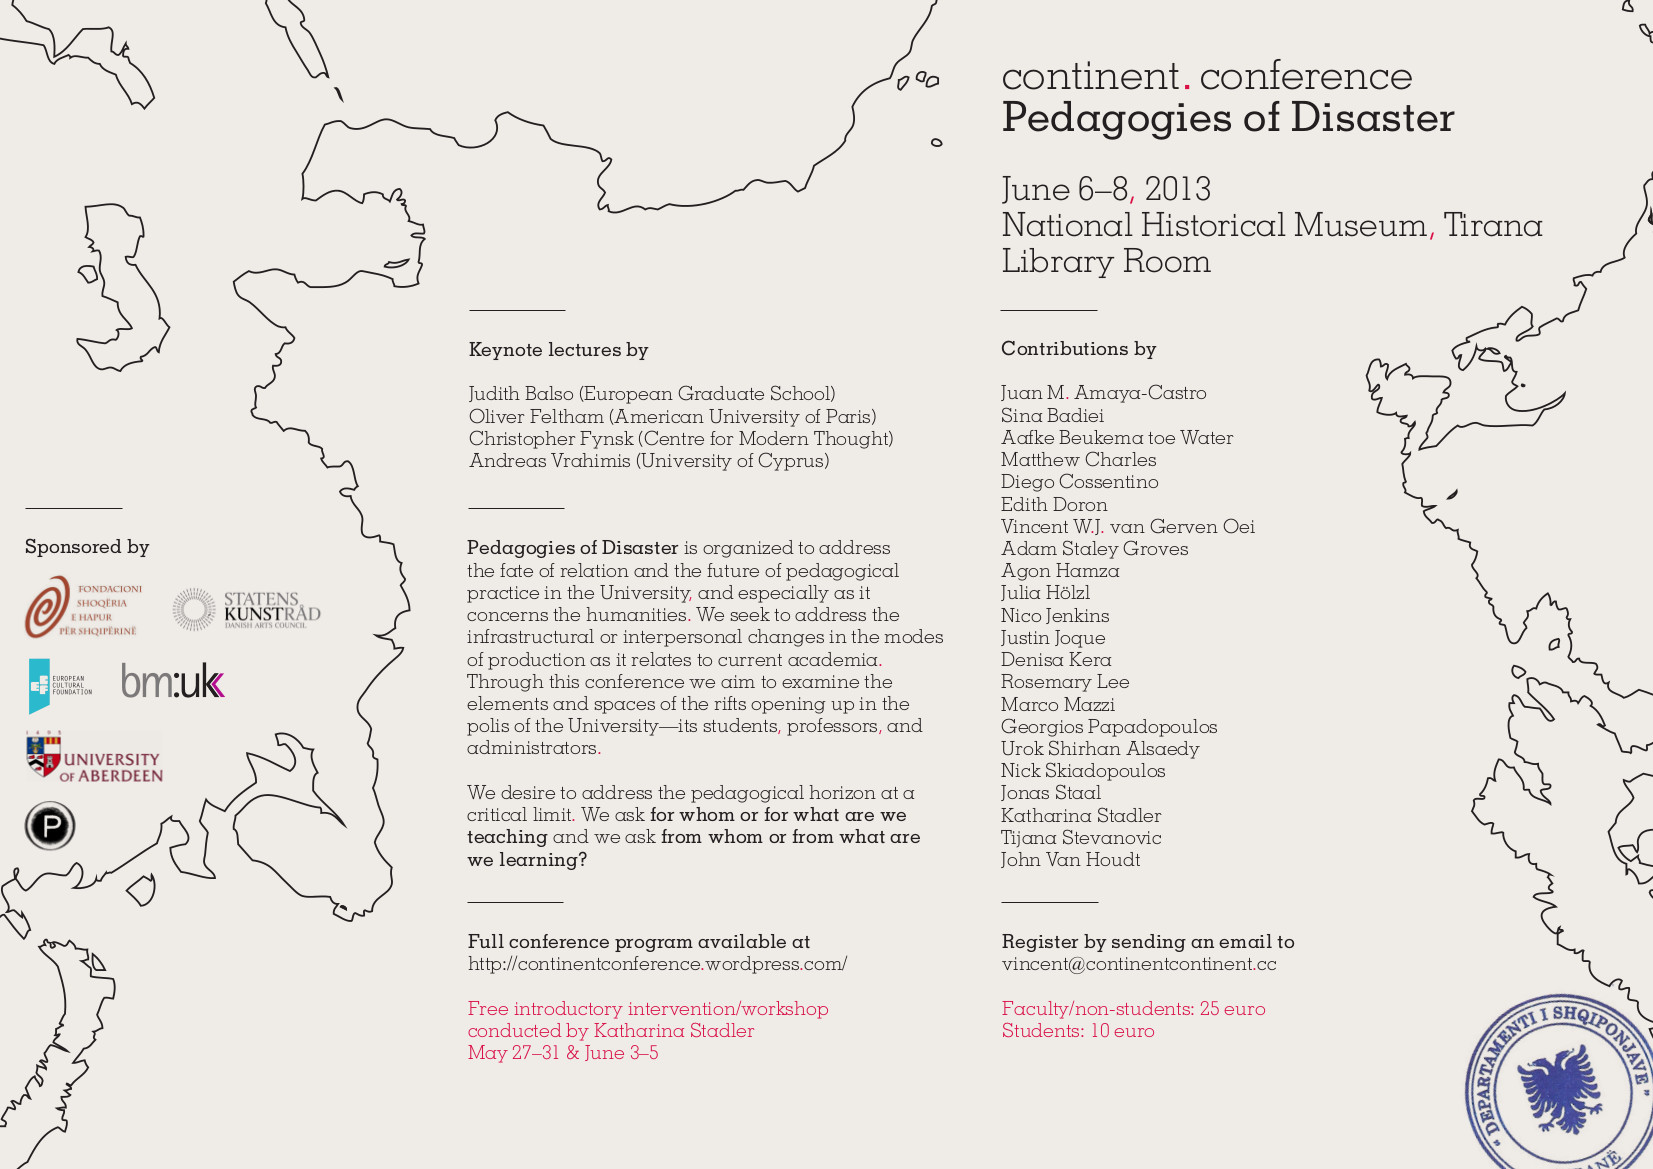 continent. conference
Pedagogies of Disaster
June 6–8, 2013
National Historical Museum, Tirana
Library Room
Keynote lectures by
Judith Balso (European Graduate School)
Oliver Feltham (American University of Paris)
Christopher Fynsk (Centre for Modern Thought)
Andreas Vrahimis (University of Cyprus)
Pedagogies of Disaster is organized to address
the fate of relation and the future of pedagogical
practice in the University, and especially as it
concerns the humanities. We seek to address the
infrastructural or interpersonal changes in the modes
of production as it relates to current academia.
Through this conference we aim to examine the
elements and spaces of the rifts opening up in the
polis of the University—its students, professors, and
administrators.
We desire to address the pedagogical horizon at a
critical limit. We ask for whom or for what are we
teaching and we ask from whom or from what are
we learning?
Full conference program available at
http://continentconference.wordpress.com/
Free introductory intervention/workshop
conducted by Katharina Stadler
May 27–31 & June 3–5
Contributions by
Juan M. Amaya-Castro
Sina Badiei
Aafke Beukema toe Water
Matthew Charles
Diego Cossentino
Edith Doron
Vincent W.J. van Gerven Oei
Adam Staley Groves
Agon Hamza
Julia Hölzl
Nico Jenkins
Justin Joque
Denisa Kera
Rosemary Lee
Marco Mazzi
Georgios Papadopoulos
Urok Shirhan Alsaedy
Nick Skiadopoulos
Jonas Staal
Katharina Stadler
Tijana Stevanovic
John Van Houdt
Register by sending an email to
vincent@continentcontinent.cc
Faculty/non-students: 25 euro
Students: 10 euro
Sponsored by
FONDACIONI
SHOQËRIA
E HAPUR
PËR SHQIPËRINË
STATENS
KUNSTRÅD
DANISH ARTS COUNCIL
EUROPEAN
CULTURAL
FOUNDATION
bm:uk
1495
UNIVERSITY
OF ABERDEEN
P
"DEPARTAMENTI I SHQIPONJAVE"